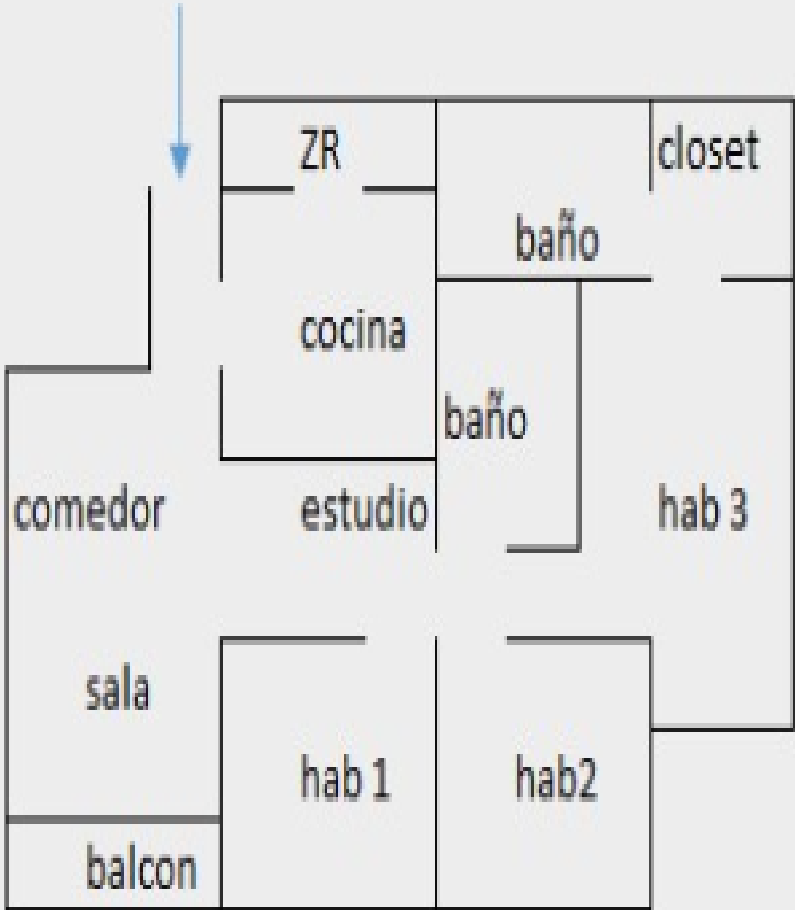 ZR
closet
baño
cocina
baño
comedor
estudio
hab 3
sala
hab 1
hab2
balcon